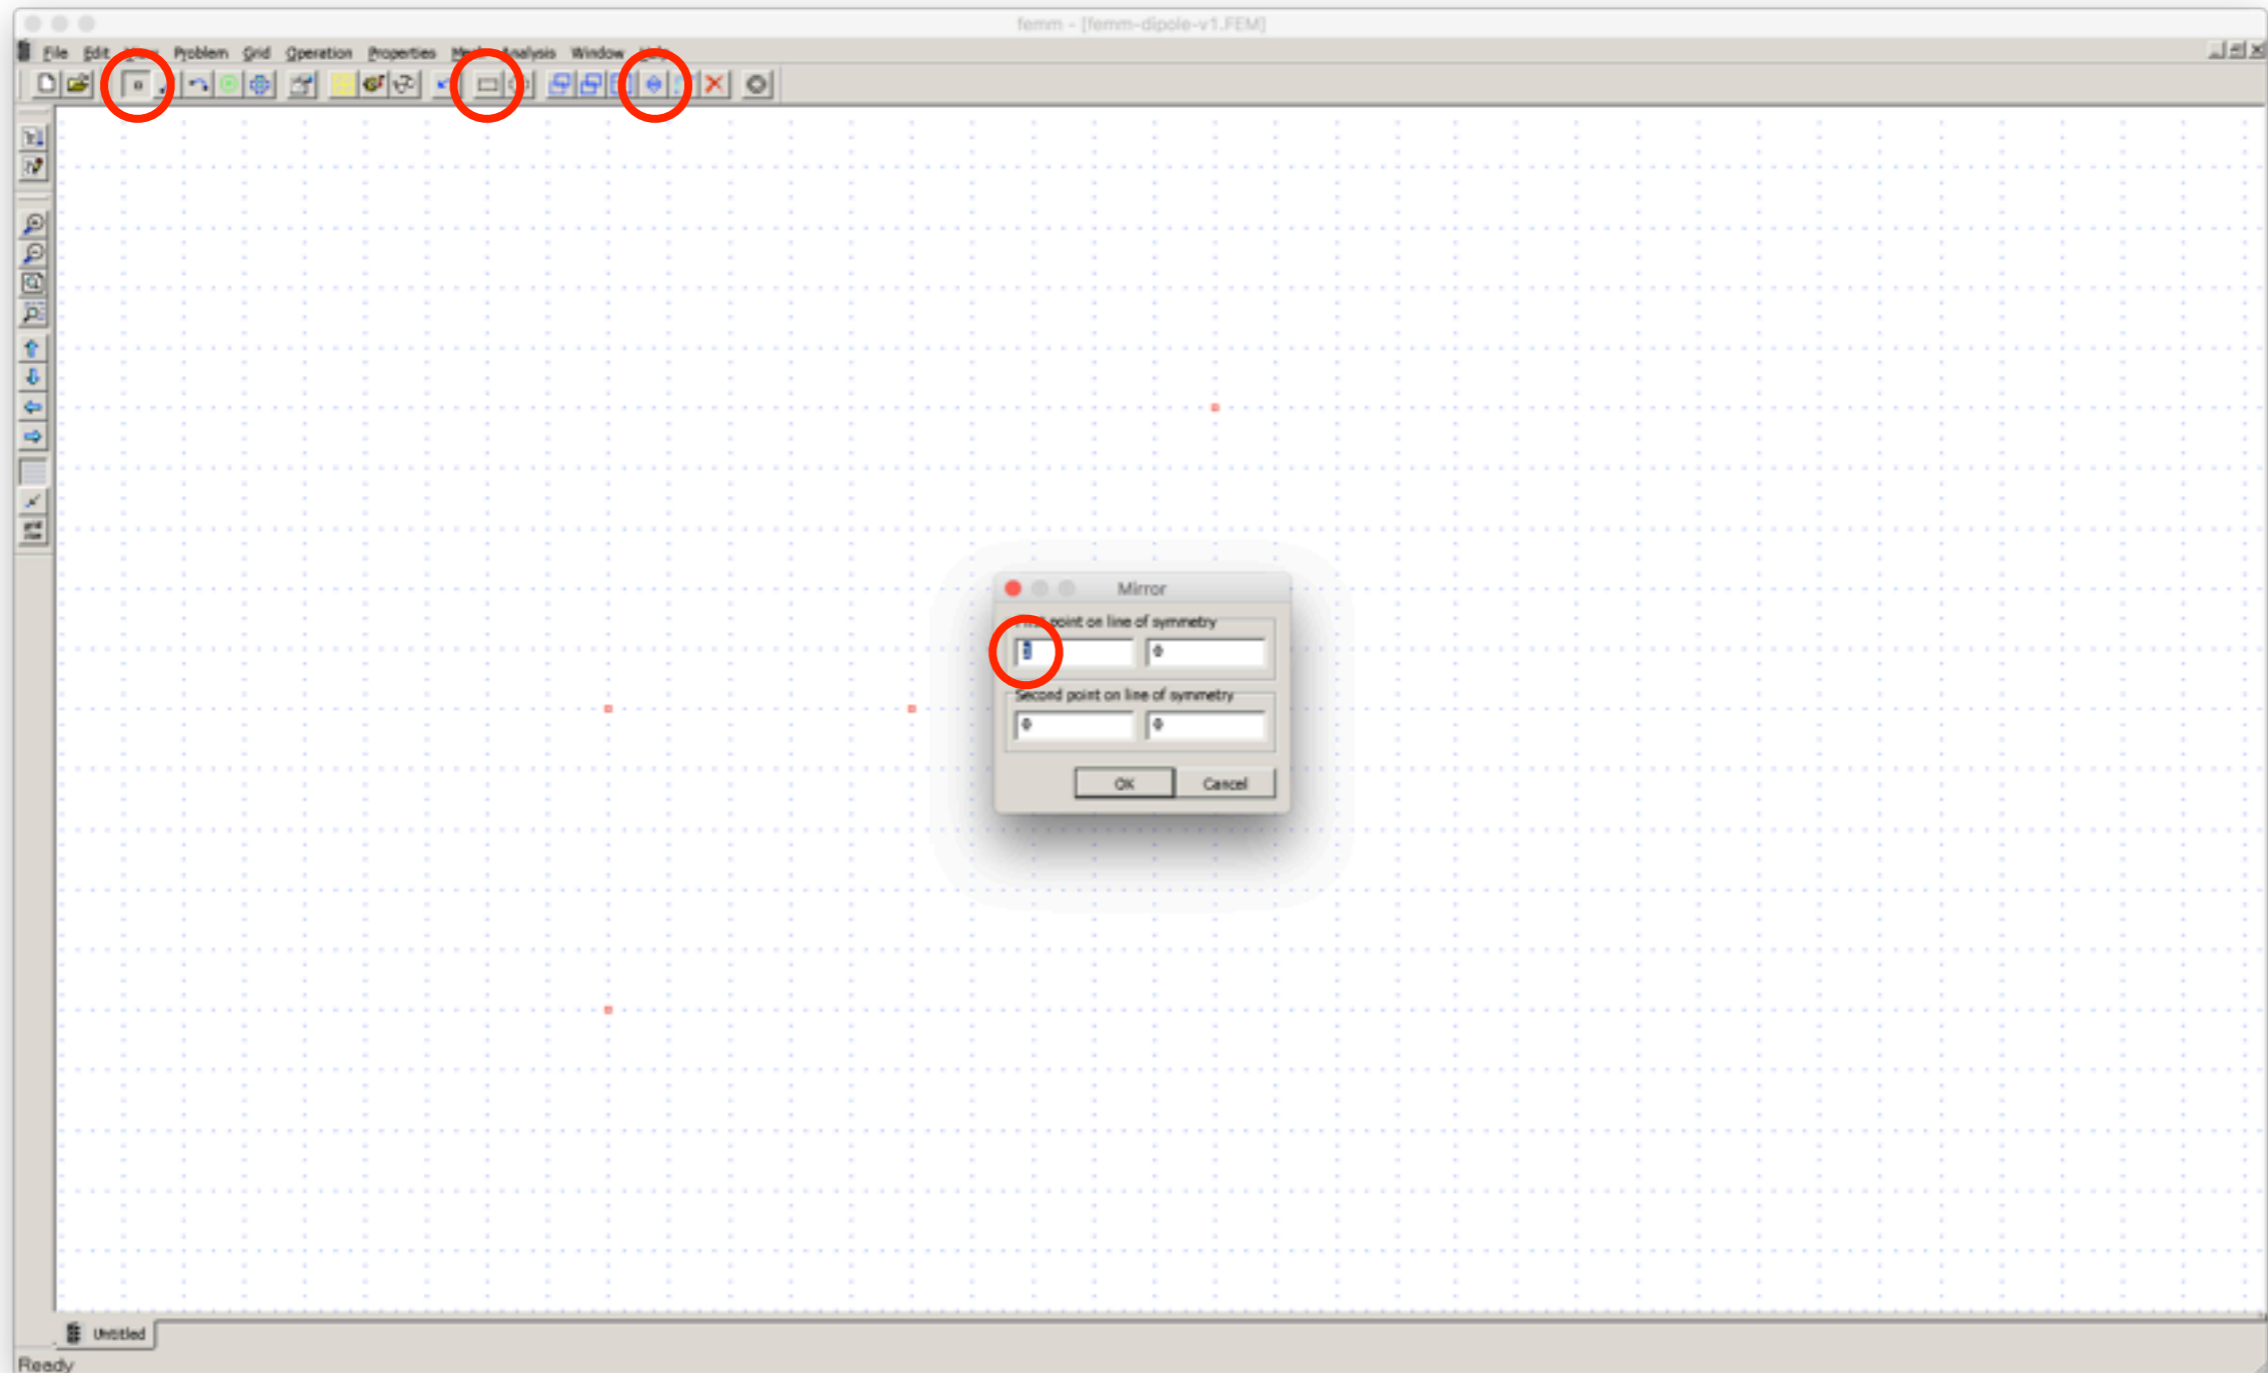 femm - [femm-dipole-v1.FEM]
File Edit Problem Grid Operation Properties Analysis Window
Mirror
point on line of symmetry
0
Second point on line of symmetry
0 0
OK Cancel
Untitled
Ready